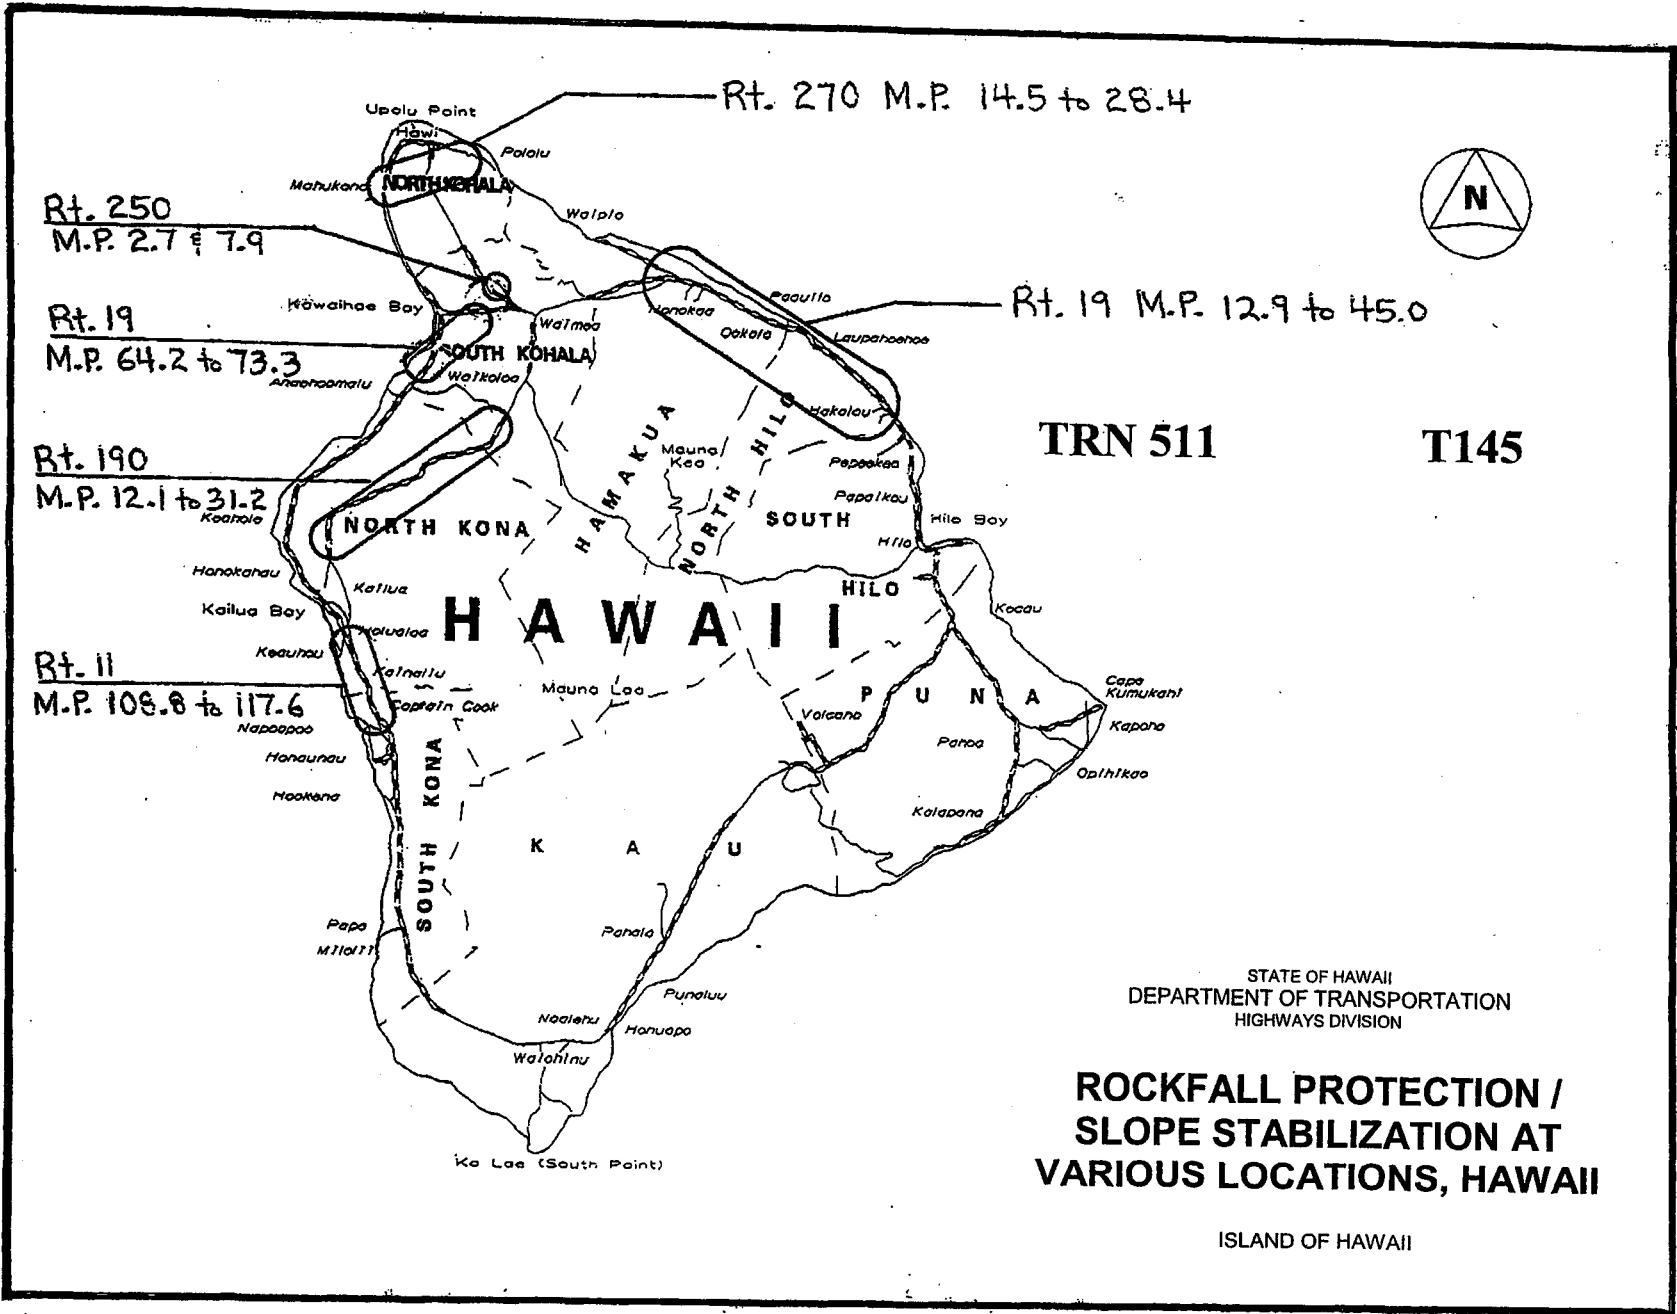 Rt. 270 M.P. 14.5 to 28.4
Upolu Point
Hawi
Pololu
NORTH KOHALA
Mahukona
Rt. 250
M.P. 2.7 & 7.9
Waipio
N
Kawaihae Bay
Rt. 19 M.P. 12.9 to 45.0
Paauilo
Honokaa
Rt. 19
M.P. 64.2 to 73.3
Waimea
Ookala
Laupahoehoe
SOUTH KOHALA
Waikoloa
Anaehoomalu
Hakalau
HAMAKUA
NORTH HILO
Mauna
Kea
TRN 511
T145
Rt. 190
M.P. 12.1 to 31.2
Pepeekeo
Papaikou
Keahole
NORTH KONA
SOUTH
HILO
Hilo Bay
Hilo
Honokahau
Kailua
Kailua Bay
HAWAII
Keaau
Holualoa
Keauhou
Rt. 11
M.P. 108.8 to 117.6
Kainaliu
Captain Cook
Mauna Loa
PUNA
Cape
Kumukahi
Volcano
Kapoho
Napoopoo
Pahoa
Honaunau
Opihikao
Hookena
Kalapana
SOUTH KONA
KAU
Papa
Milolii
Pahala
Punaluu
Naalehu
Honuapo
Waiohinu
Ka Lae (South Point)
STATE OF HAWAII
DEPARTMENT OF TRANSPORTATION
HIGHWAYS DIVISION
ROCKFALL PROTECTION /
SLOPE STABILIZATION AT
VARIOUS LOCATIONS, HAWAII
ISLAND OF HAWAII